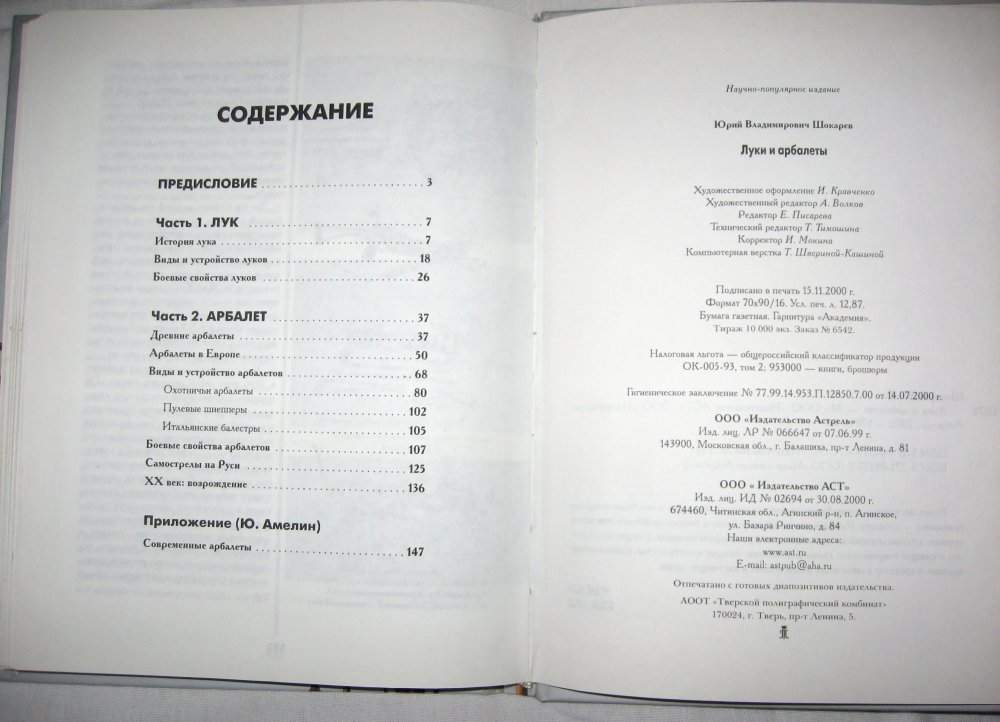 СОДЕРЖАНИЕ
ПРЕДИСЛОВИЕ ........................ 3
Часть 1. ЛУК ........................ 7
История лука ........................ 7
Виды и устройство луков ........................ 18
Боевые свойства луков ........................ 26
Часть 2. АРБАЛЕТ ........................ 37
Древние арбалеты ........................ 37
Арбалеты в Европе ........................ 50
Виды и устройство арбалетов ........................ 68
Охотничьи арбалеты ........................ 80
Пулевые шнепперы ........................ 102
Итальянские балестры ........................ 105
Боевые свойства арбалетов ........................ 107
Самострелы на Руси ........................ 125
XX век: возрождение ........................ 136
Приложение (Ю. Амелин)
Современные арбалеты ........................ 147
Научно-популярное издание
Юрий Владимирович Шокарев
Луки и арбалеты
Художественное оформление И. Кравченко
Художественный редактор А. Волков
Редактор Е. Писарева
Технический редактор Т. Тимошина
Корректор И. Мокина
Компьютерная верстка Т. Швериной-Кашиной
Подписано в печать 15.11.2000 г.
Формат 70х90/16. Усл. печ. л. 12,87.
Бумага газетная. Гарнитура «Академия».
Тираж 10 000 экз. Заказ № 6542.
Налоговая льгота — общероссийский классификатор продукции
ОК-005-93, том 2; 953000 — книги, брошюры
Гигиеническое заключение № 77.99.14.953.П.12850.7.00 от 14.07.2000 г.
ООО «Издательство Астрель»
Изд. лиц. ЛР № 066647 от 07.06.99 г.
143900, Московская обл., г. Балашиха, пр-т Ленина, д. 81
ООО « Издательство АСТ»
Изд. лиц. ИД № 02694 от 30.08.2000 г.
674460, Читинская обл., Агинский р-н, п. Агинское,
ул. Базара Ринчино, д. 84
Наши электронные адреса:
www.ast.ru
E-mail: astpub@aha.ru
Отпечатано с готовых диапозитивов издательства.
АООТ «Тверской полиграфический комбинат»
170024, г. Тверь, пр-т Ленина, 5.